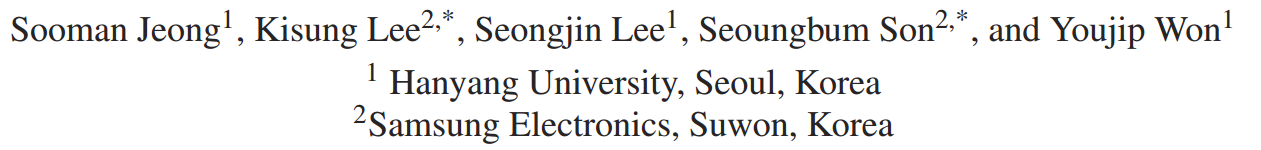 Sooman Jeong¹, Kisung Lee²,*, Seongjin Lee¹, Seoungbum Son²,*, and Youjip Won¹
¹ Hanyang University, Seoul, Korea
²Samsung Electronics, Suwon, Korea